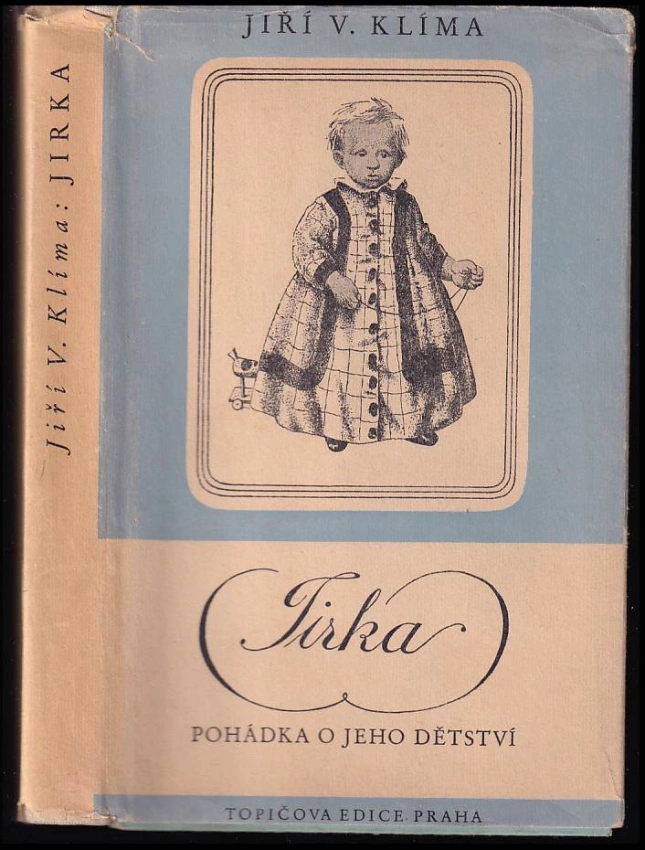 Jiří V. Klíma: JIRKA
JIŘÍ V. KLÍMA
Jirka
POHÁDKA O JEHO DĚTSTVÍ
TOPIČOVA EDICE PRAHA